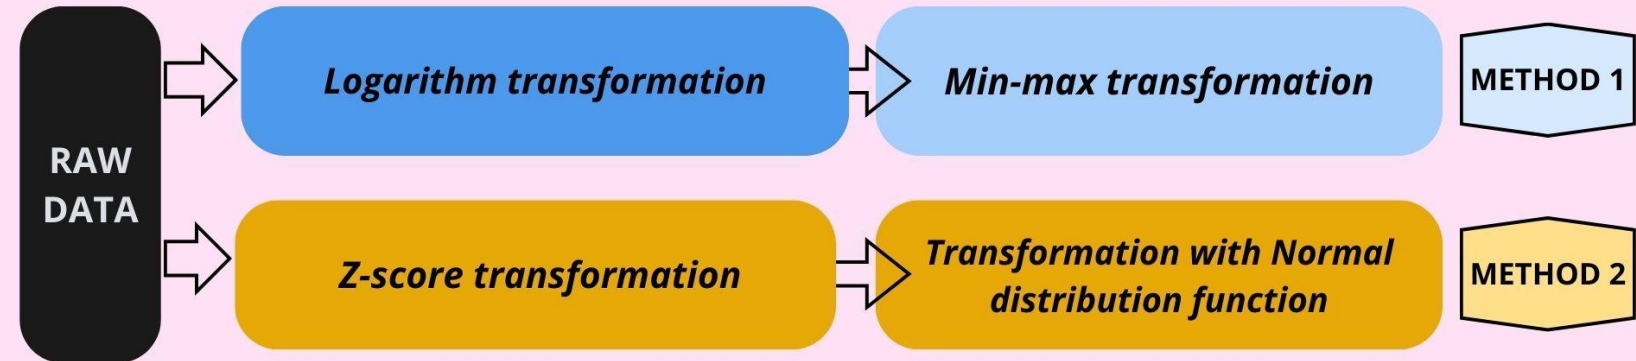 RAW
DATA
Logarithm transformation
Min-max transformation
METHOD 1
Z-score transformation
Transformation with Normal
distribution function
METHOD 2